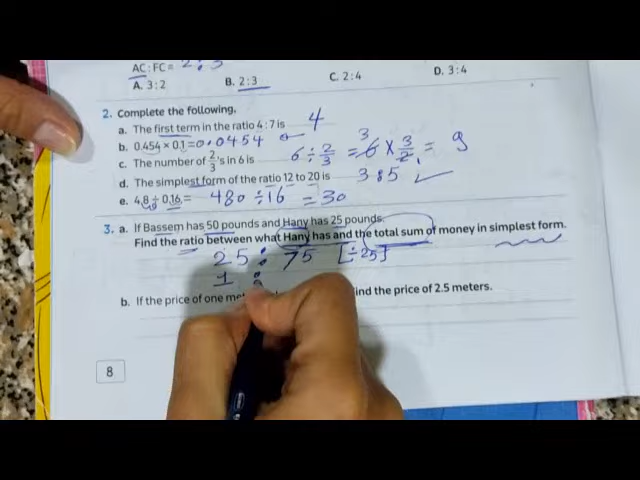 AC:FC= 2:3
A. 3:2 B. 2:3 C. 2:4 D. 3:4
2. Complete the following.
a. The first term in the ratio 4:7 is 4
b. 0.454 × 0.1 = 0.0454
c. The number of 2/3's in 6 is 6 ÷ 2/3 = 6 × 3/2 = 9
3
d. The simplest form of the ratio 12 to 20 is 3:5
e. 4.8 ÷ 0.16 = 480 ÷ 16 = 30
3. a. If Bassem has 50 pounds and Hany has 25 pounds.
Find the ratio between what Hany has and the total sum of money in simplest form.
25 : 75 [÷25]
1 :
b. If the price of one ind the price of 2.5 meters.
8